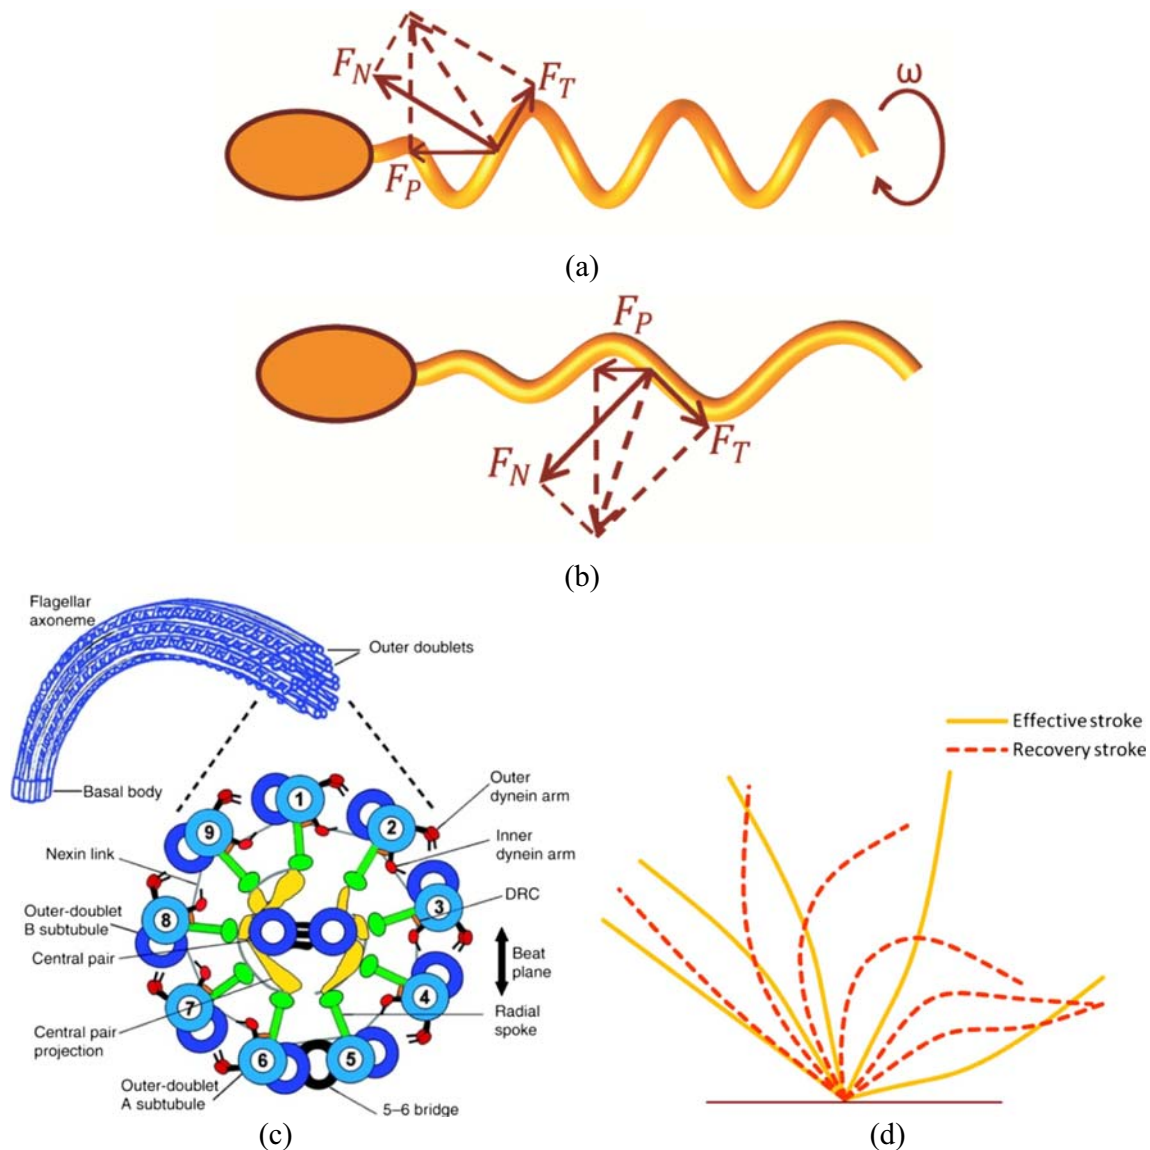 F_N
F_T
ω
F_P
(a)
F_P
F_N
F_T
(b)
Flagellar
axoneme
Outer doublets
Basal body
Outer
dynein arm
Inner
dynein arm
Nexin link
DRC
Outer-doublet
B subtubule
Central pair
Beat
plane
Central pair
projection
Radial
spoke
Outer-doublet
A subtubule
5–6 bridge
1
2
3
4
5
6
7
8
9
(c)
Effective stroke
Recovery stroke
(d)